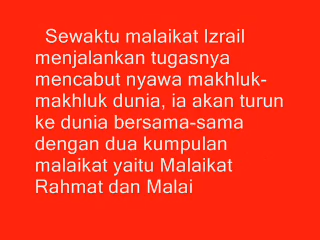 Sewaktu malaikat Izrail
menjalankan tugasnya
mencabut nyawa makhluk-
makhluk dunia, ia akan turun
ke dunia bersama-sama
dengan dua kumpulan
malaikat yaitu Malaikat
Rahmat dan Malai